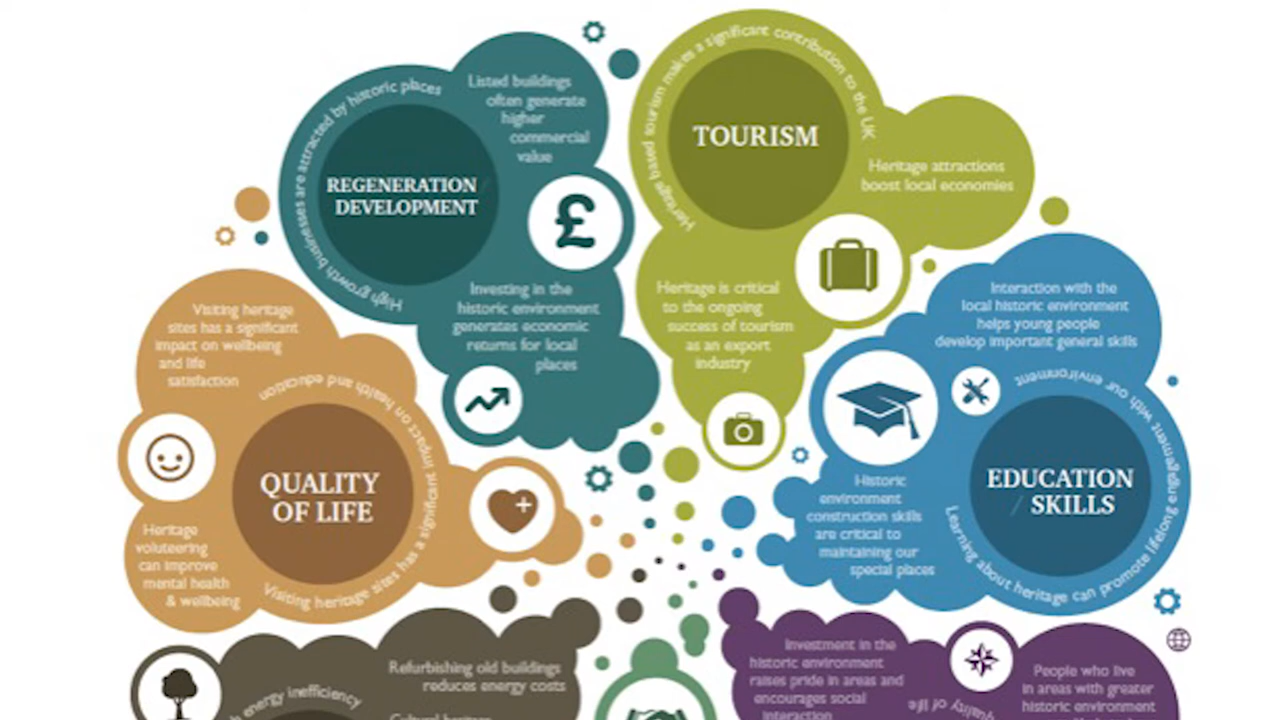 High growth businesses are attracted by historic places
REGENERATION /
DEVELOPMENT
Listed buildings
often generate
higher
commercial
value
£
Investing in the
historic environment
generates economic
returns for local
places
Heritage based tourism makes a significant contribution to the UK
TOURISM
Heritage attractions
boost local economies
Heritage is critical
to the ongoing
success of tourism
as an export
industry
Visiting heritage
sites has a significant
impact on wellbeing
and life
satisfaction
Visiting heritage sites has a significant impact on health and education
QUALITY
OF LIFE
Heritage
voluteering
can improve
mental health
& wellbeing
Interaction with the
local historic environment
helps young people
develop important general skills
Learning about heritage can promote lifelong engagement with our environment
EDUCATION
/ SKILLS
Historic
environment
construction skills
are critical to
maintaining our
special places
Refurbishing old buildings
reduces energy costs
energy inefficiency
Cultural heritage
Investment in the
historic environment
raises pride in areas and
encourages social
interaction
quality of life
People who live
in areas with greater
historic environment